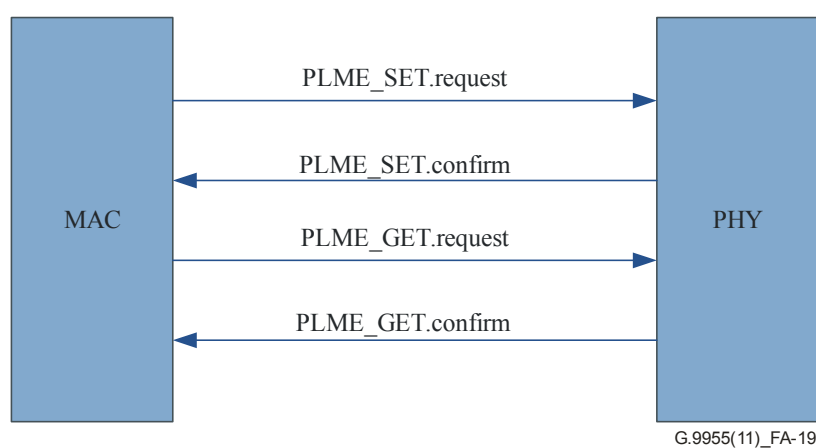 PLME_SET.request
PLME_SET.confirm
MAC
PHY
PLME_GET.request
PLME_GET.confirm
G.9955(11)_FA-19